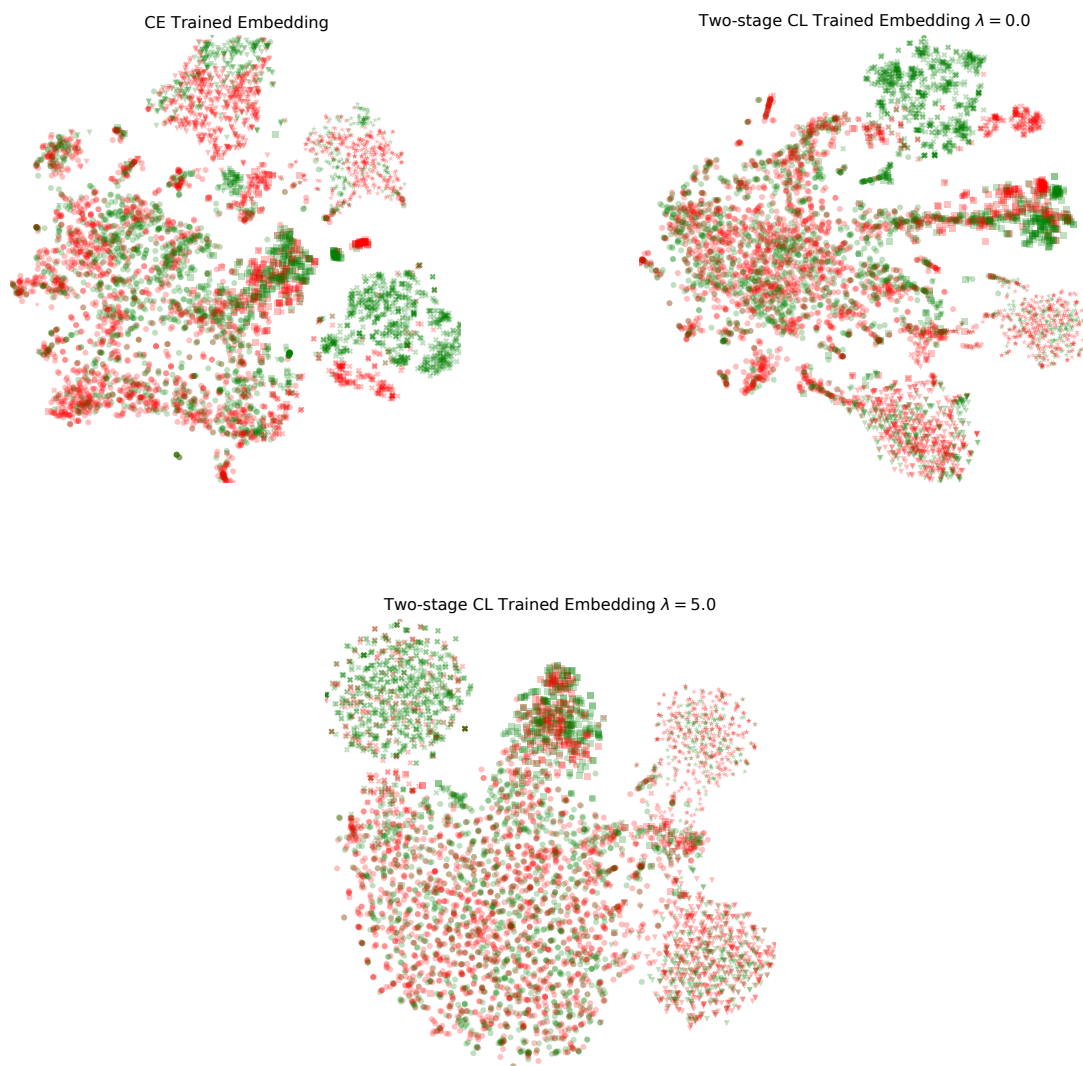 CE Trained Embedding
Two-stage CL Trained Embedding λ = 0.0
Two-stage CL Trained Embedding λ = 5.0